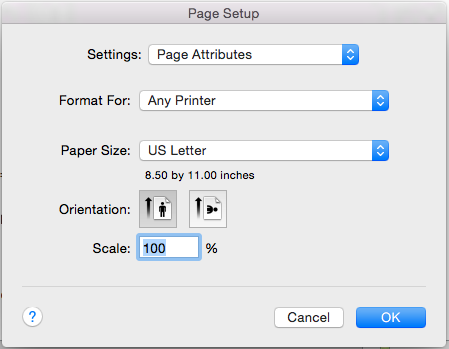 Page Setup
Settings: Page Attributes
Format For: Any Printer
Paper Size: US Letter
8.50 by 11.00 inches
Orientation:
Scale: 100 %
? Cancel OK